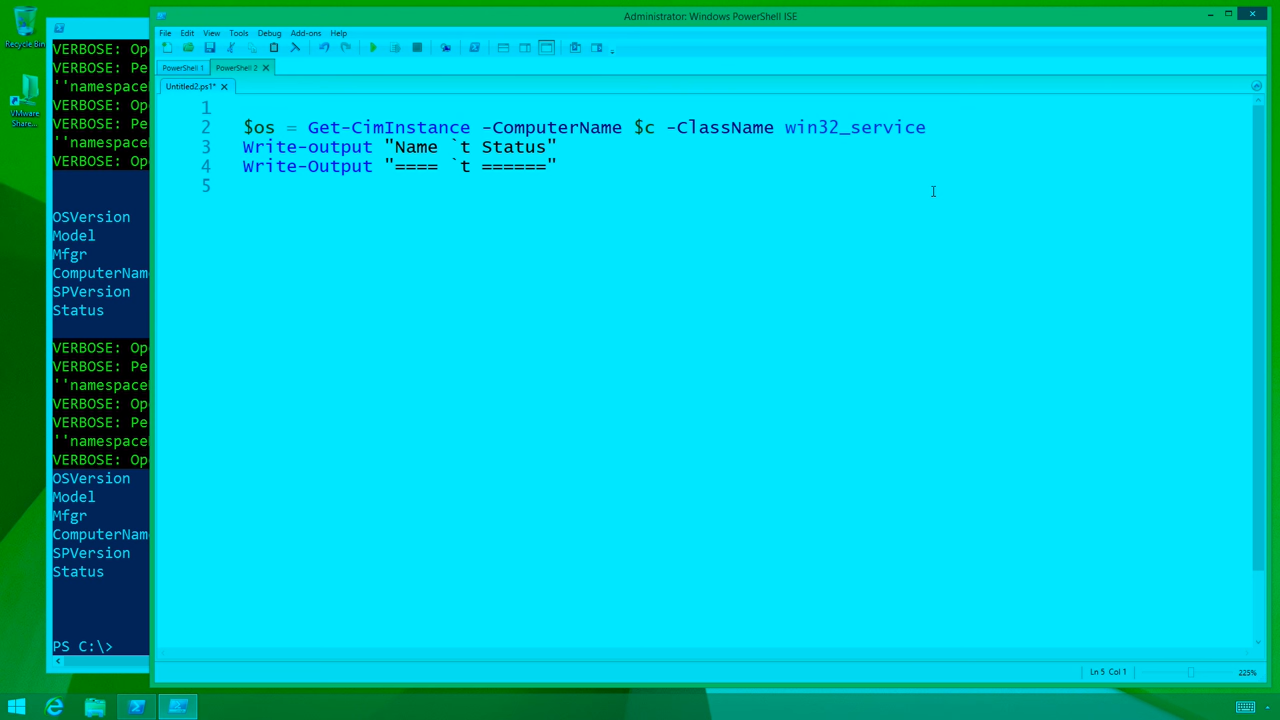 Administrator: Windows PowerShell ISE
File Edit View Tools Debug Add-ons Help
PowerShell 1 PowerShell 2
Untitled2.ps1*
1
2 $os = Get-CimInstance -ComputerName $c -ClassName win32_service
3 Write-output "Name `t Status"
4 Write-Output "==== `t ======"
5
Ln 5 Col 1 225%
Recycle Bin
VMware
Share...
VERBOSE: Op
VERBOSE: Pe
''namespace
VERBOSE: Op
VERBOSE: Pe
''namespace
VERBOSE: Op
OSVersion
Model
Mfgr
ComputerNam
SPVersion
Status
VERBOSE: Op
VERBOSE: Pe
''namespace
VERBOSE: Op
VERBOSE: Pe
''namespace
VERBOSE: Op
OSVersion
Model
Mfgr
ComputerNam
SPVersion
Status
PS C:\>